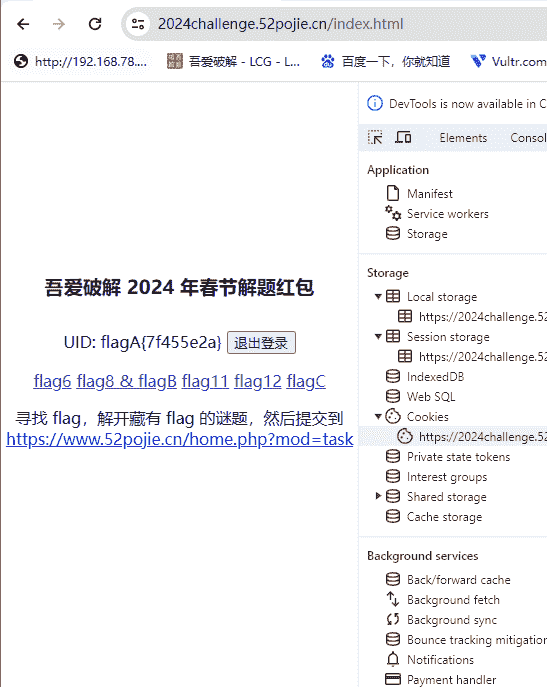 2024challenge.52pojie.cn/index.html
http://192.168.78.... 吾爱破解 - LCG - L... 百度一下，你就知道 Vultr.com
DevTools is now available in C
Elements Consol
Application
Manifest
Service workers
Storage
Storage
Local storage
https://2024challenge.52
Session storage
https://2024challenge.52
IndexedDB
Web SQL
Cookies
https://2024challenge.52
Private state tokens
Interest groups
Shared storage
Cache storage
Background services
Back/forward cache
Background fetch
Background sync
Bounce tracking mitigation
Notifications
Payment handler
吾爱破解 2024 年春节解题红包
UID: flagA{7f455e2a} 退出登录
flag6 flag8 & flagB flag11 flag12 flagC
寻找 flag，解开藏有 flag 的谜题，然后提交到
https://www.52pojie.cn/home.php?mod=task